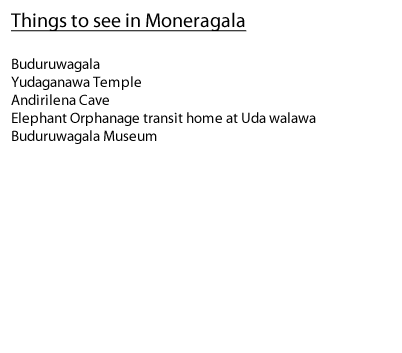 Things to see in Moneragala
Buduruwagala
Yudaganawa Temple
Andirilena Cave
Elephant Orphanage transit home at Uda walawa
Buduruwagala Museum